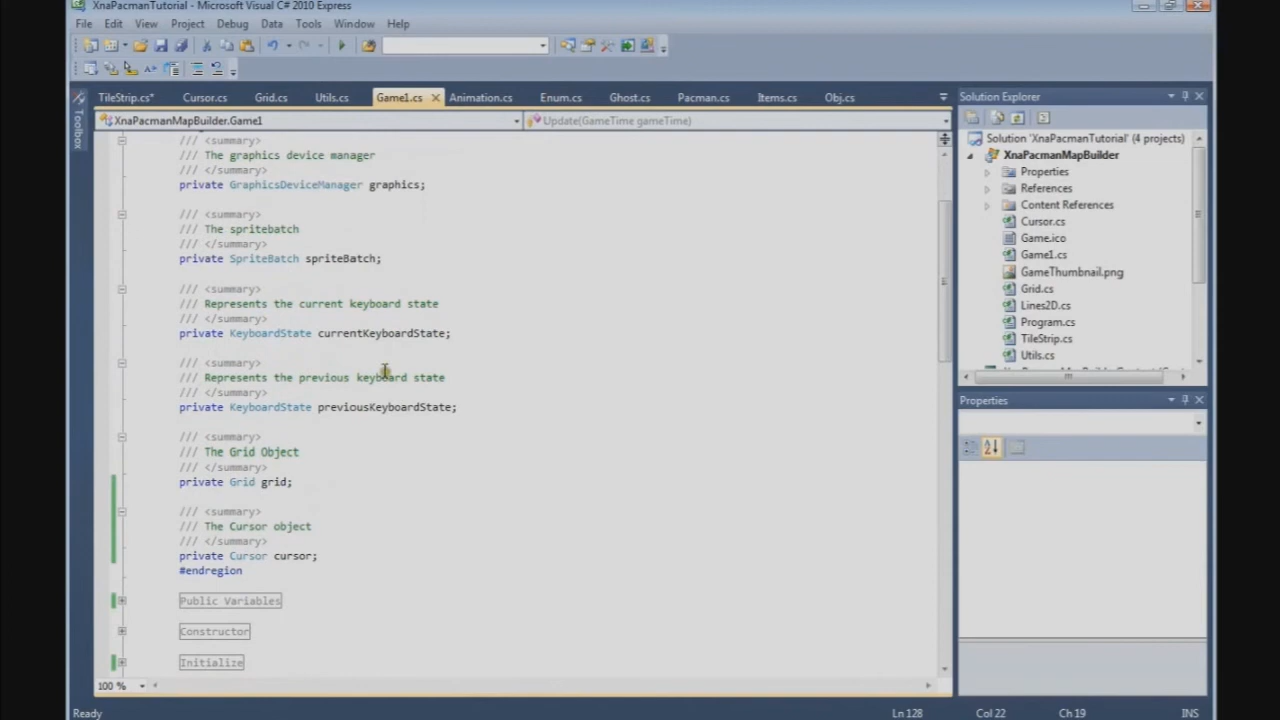 XnaPacmanTutorial - Microsoft Visual C# 2010 Express
File Edit View Project Debug Data Tools Window Help
TileStrip.cs* Cursor.cs Grid.cs Utils.cs Game1.cs Animation.cs Enum.cs Ghost.cs Pacman.cs Items.cs Obj.cs
Toolbox
XnaPacmanMapBuilder.Game1 Update(GameTime gameTime)
/// <summary>
/// The graphics device manager
/// </summary>
private GraphicsDeviceManager graphics;
/// <summary>
/// The spritebatch
/// </summary>
private SpriteBatch spriteBatch;
/// <summary>
/// Represents the current keyboard state
/// </summary>
private KeyboardState currentKeyboardState;
/// <summary>
/// Represents the previous keyboard state
/// </summary>
private KeyboardState previousKeyboardState;
/// <summary>
/// The Grid Object
/// </summary>
private Grid grid;
/// <summary>
/// The Cursor object
/// </summary>
private Cursor cursor;
#endregion
Public Variables
Constructor
Initialize
100 %
Solution Explorer
Solution 'XnaPacmanTutorial' (4 projects)
XnaPacmanMapBuilder
Properties
References
Content References
Cursor.cs
Game.ico
Game1.cs
GameThumbnail.png
Grid.cs
Lines2D.cs
Program.cs
TileStrip.cs
Utils.cs
Properties
Ready Ln 128 Col 22 Ch 19 INS